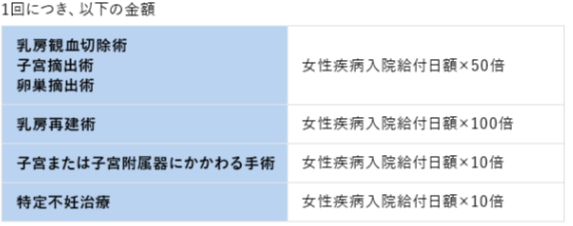 1回につき、以下の金額
乳房観血切除術
子宮摘出術
卵巣摘出術
女性疾病入院給付日額×50倍
乳房再建術
女性疾病入院給付日額×100倍
子宮または子宮附属器にかかわる手術
女性疾病入院給付日額×10倍
特定不妊治療
女性疾病入院給付日額×10倍